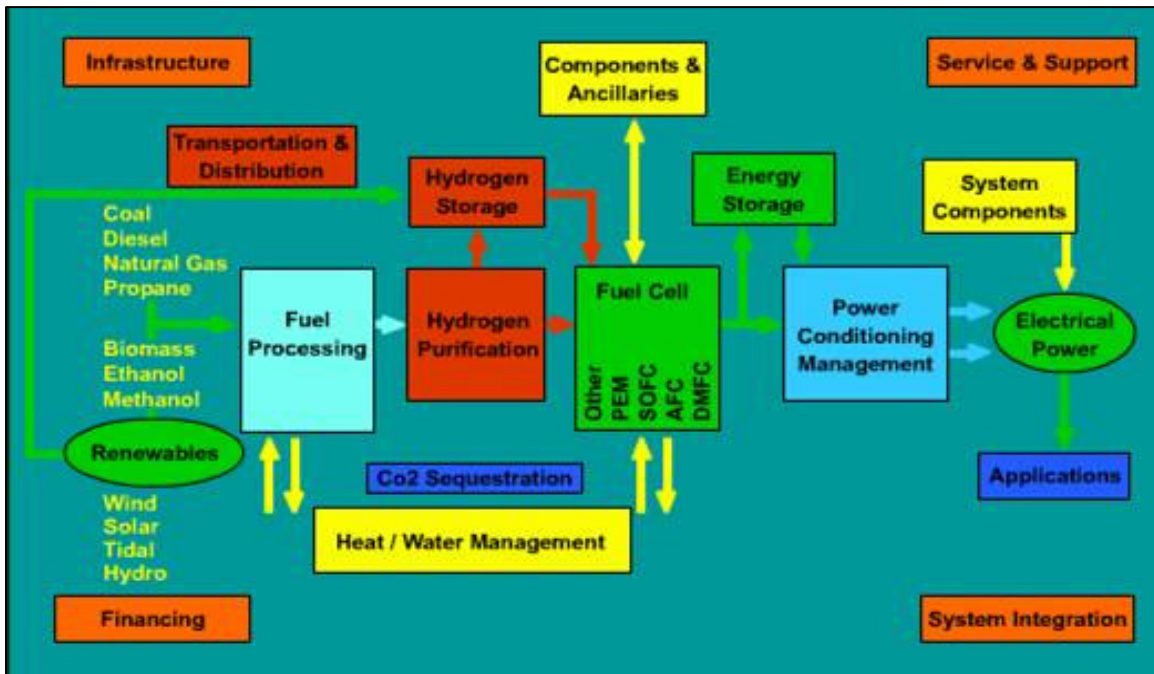 Infrastructure
Components &
Ancillaries
Service & Support
Transportation &
Distribution
Hydrogen
Storage
Energy
Storage
System
Components
Coal
Diesel
Natural Gas
Propane
Biomass
Ethanol
Methanol
Fuel
Processing
Hydrogen
Purification
Fuel Cell
Other
PEM
SOFC
AFC
DMFC
Power
Conditioning
Management
Electrical
Power
Renewables
Wind
Solar
Tidal
Hydro
Co2 Sequestration
Heat / Water Management
Applications
Financing
System Integration